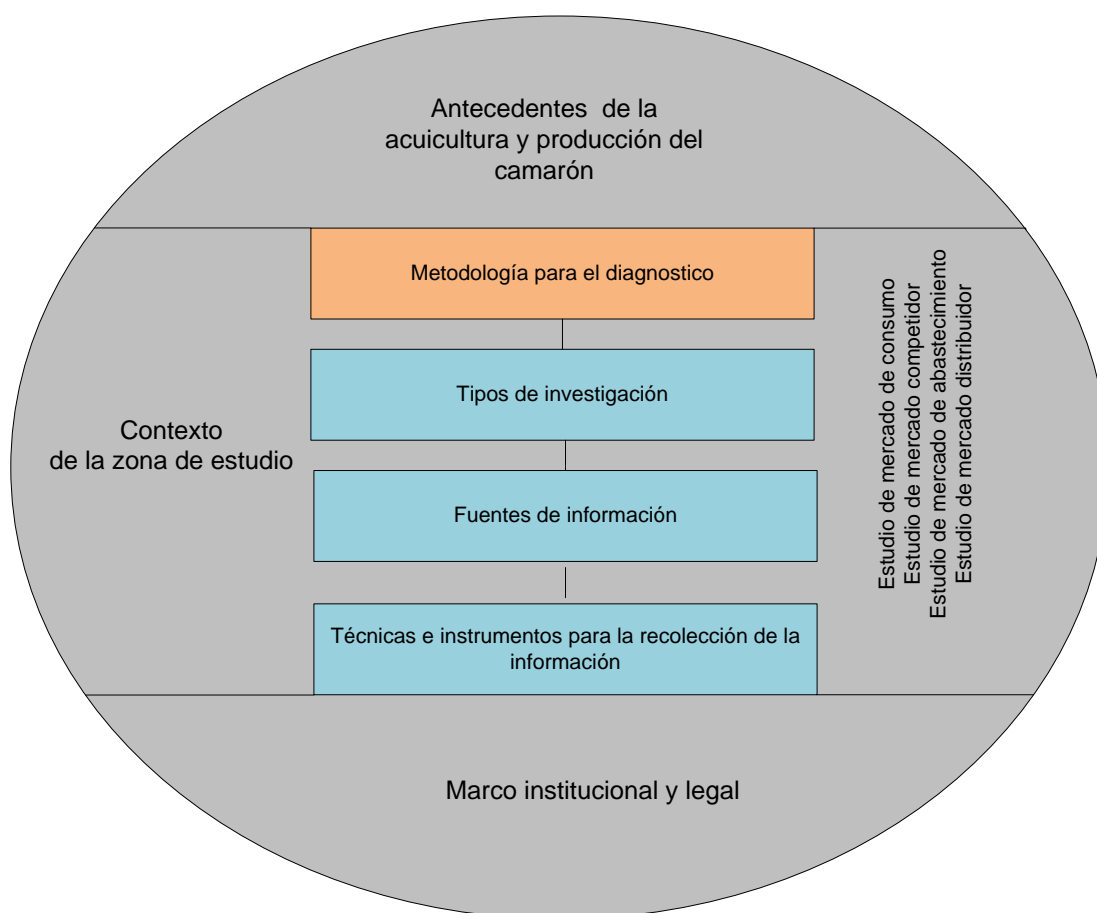 Antecedentes de la
acuicultura y producción del
camarón
Metodología para el diagnostico
Tipos de investigación
Contexto
de la zona de estudio
Fuentes de información
Técnicas e instrumentos para la recolección de la
información
Estudio de mercado de consumo
Estudio de mercado competidor
Estudio de mercado de abastecimiento
Estudio de mercado distribuidor
Marco institucional y legal